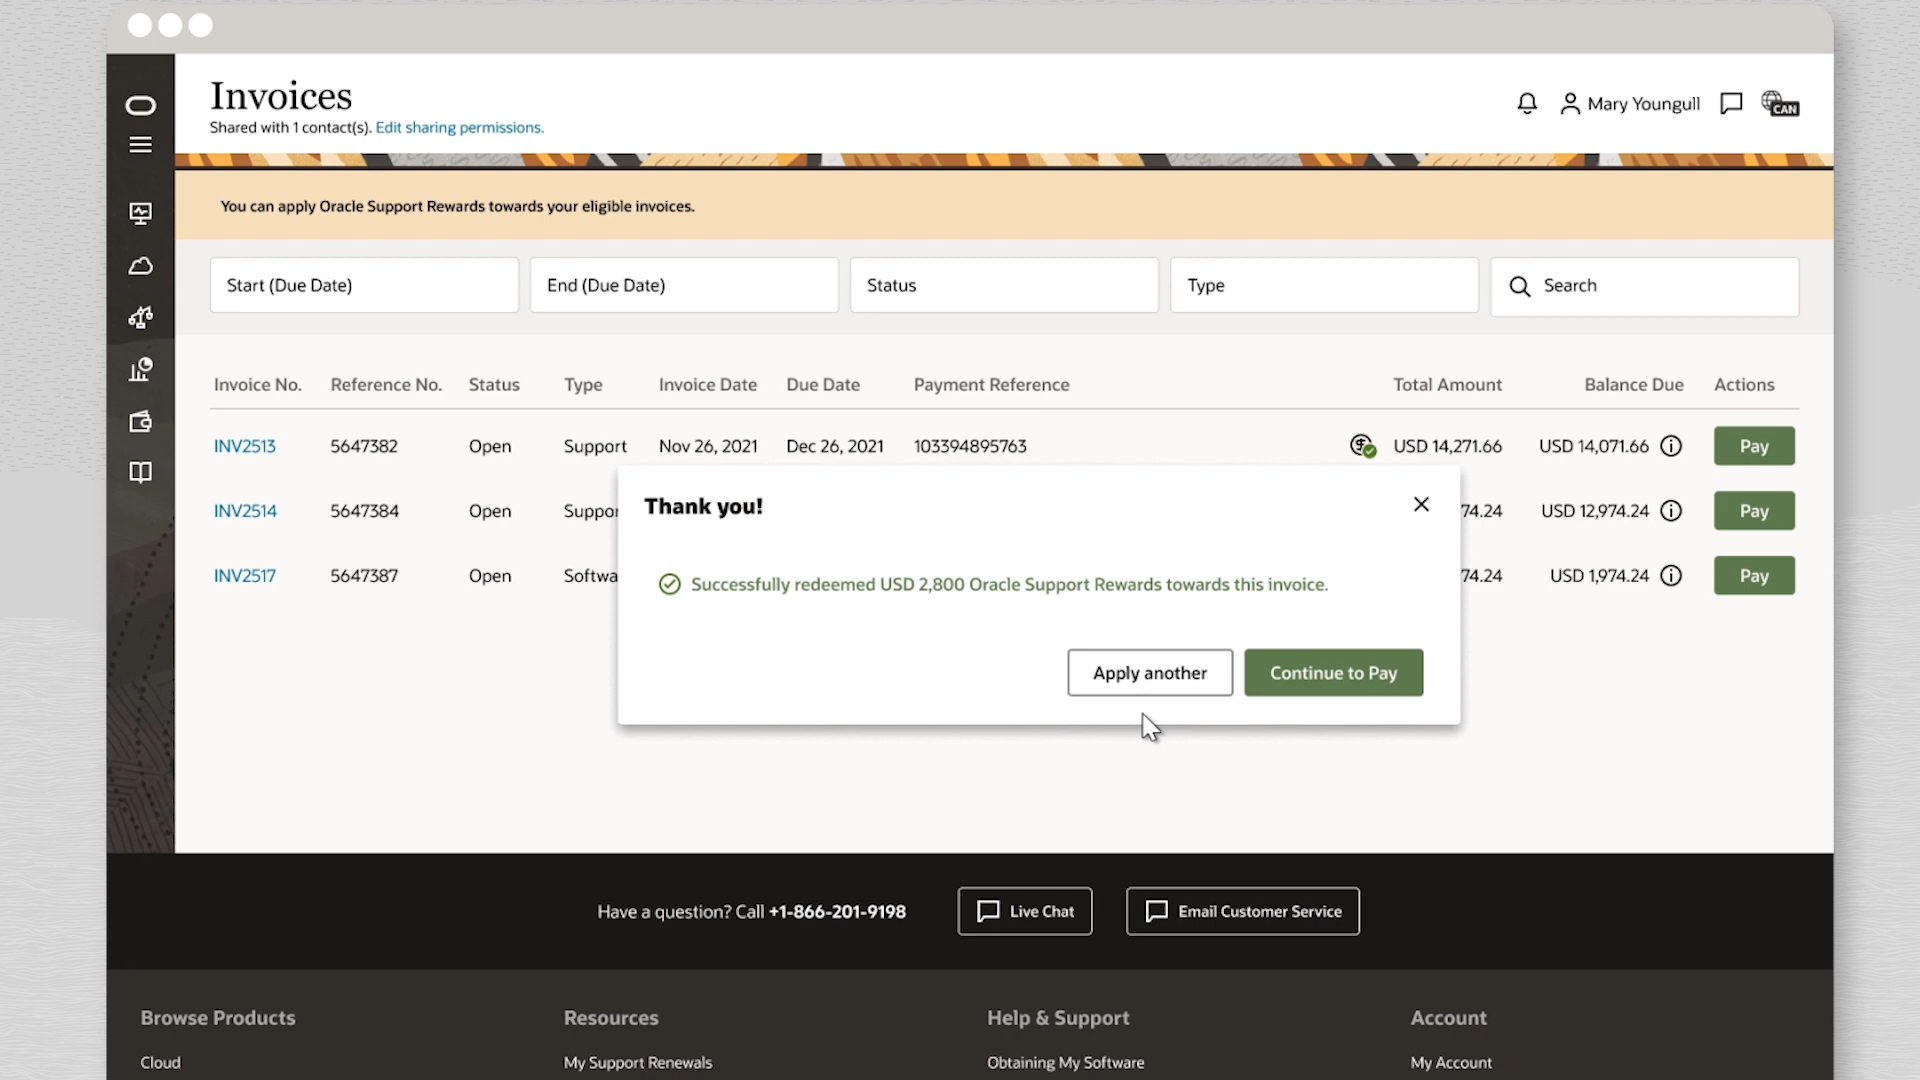 Invoices
Shared with 1 contact(s). Edit sharing permissions.
Mary Youngull
CAN
You can apply Oracle Support Rewards towards your eligible invoices.
Start (Due Date) End (Due Date) Status Type Search
Invoice No. Reference No. Status Type Invoice Date Due Date Payment Reference Total Amount Balance Due Actions
INV2513 5647382 Open Support Nov 26, 2021 Dec 26, 2021 103394895763 USD 14,271.66 USD 14,071.66 Pay
INV2514 5647384 Open Suppor 74.24 USD 12,974.24 Pay
INV2517 5647387 Open Softwa 74.24 USD 1,974.24 Pay
Thank you!
Successfully redeemed USD 2,800 Oracle Support Rewards towards this invoice.
Apply another Continue to Pay
Have a question? Call +1-866-201-9198 Live Chat Email Customer Service
Browse Products Resources Help & Support Account
Cloud My Support Renewals Obtaining My Software My Account